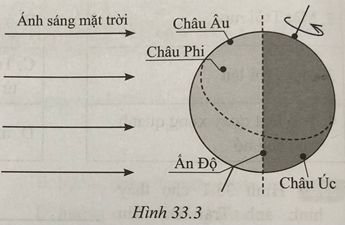 Ánh sáng mặt trời
Châu Âu
Châu Phi
Ấn Độ
Châu Úc
Hình 33.3